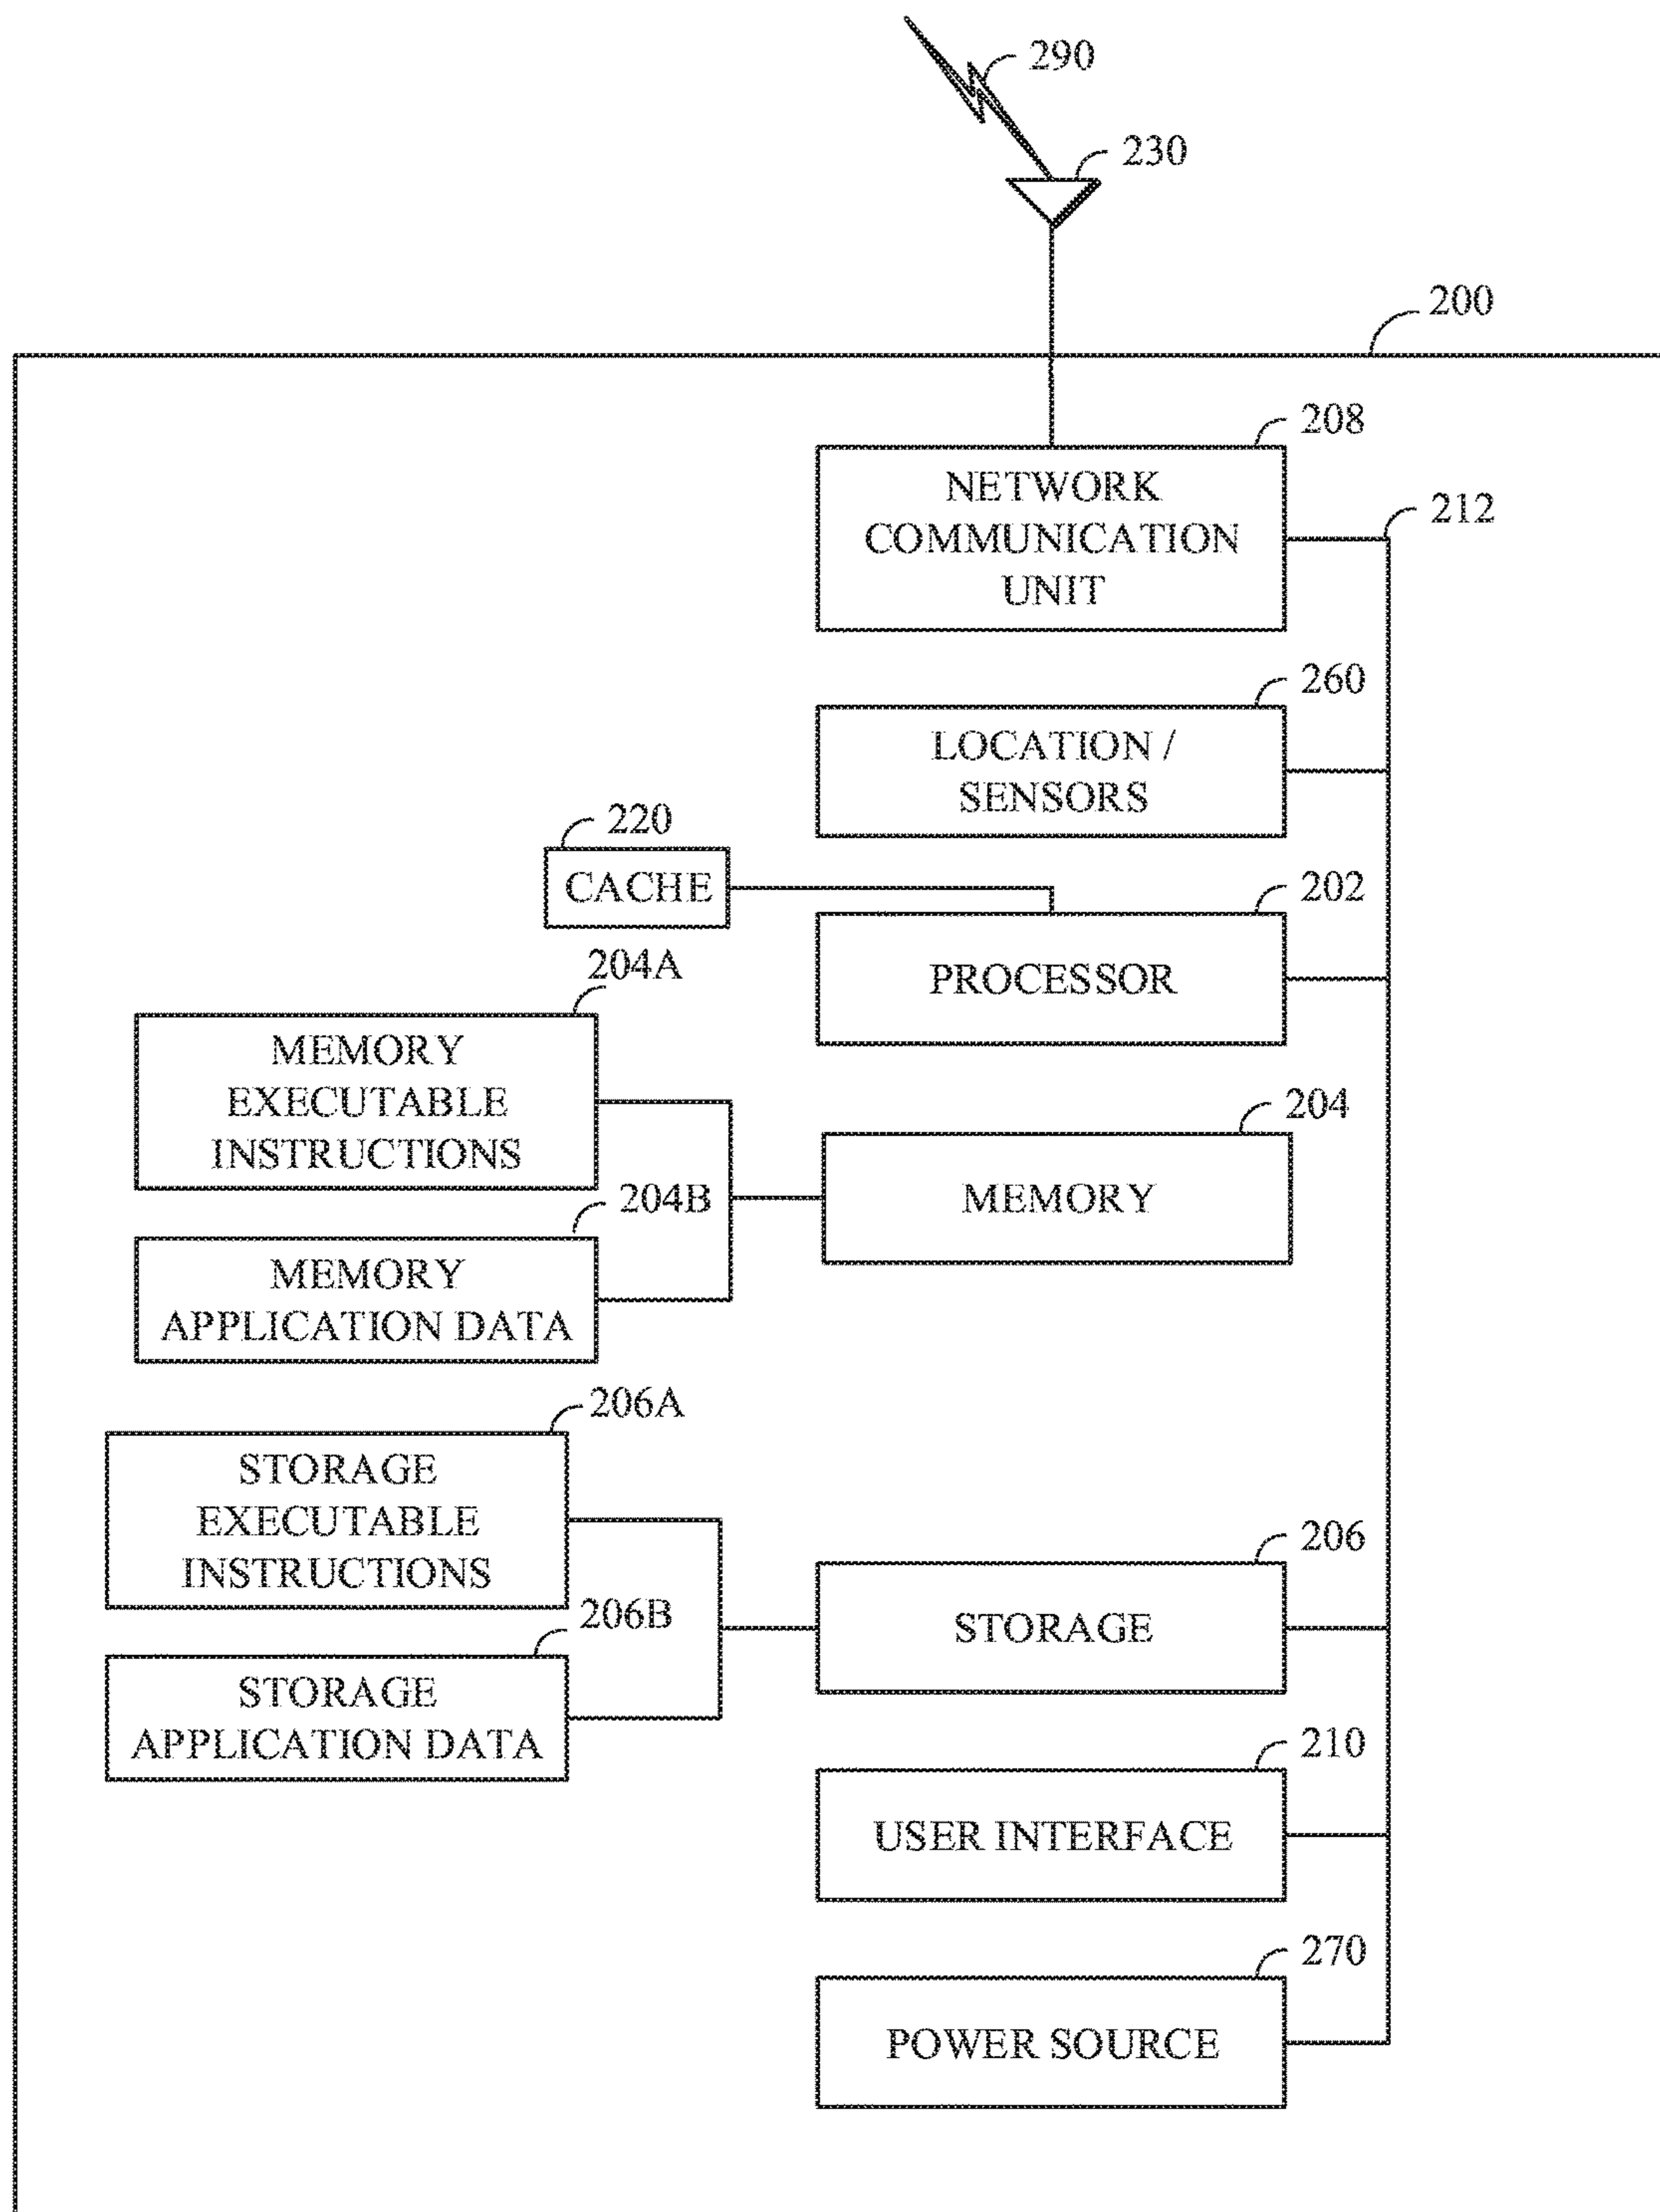 290
230
200
208
NETWORK
COMMUNICATION
UNIT
212
260
LOCATION /
SENSORS
220
CACHE
202
PROCESSOR
204A
MEMORY
EXECUTABLE
INSTRUCTIONS
204
MEMORY
204B
MEMORY
APPLICATION DATA
206A
STORAGE
EXECUTABLE
INSTRUCTIONS
206
STORAGE
206B
STORAGE
APPLICATION DATA
210
USER INTERFACE
270
POWER SOURCE